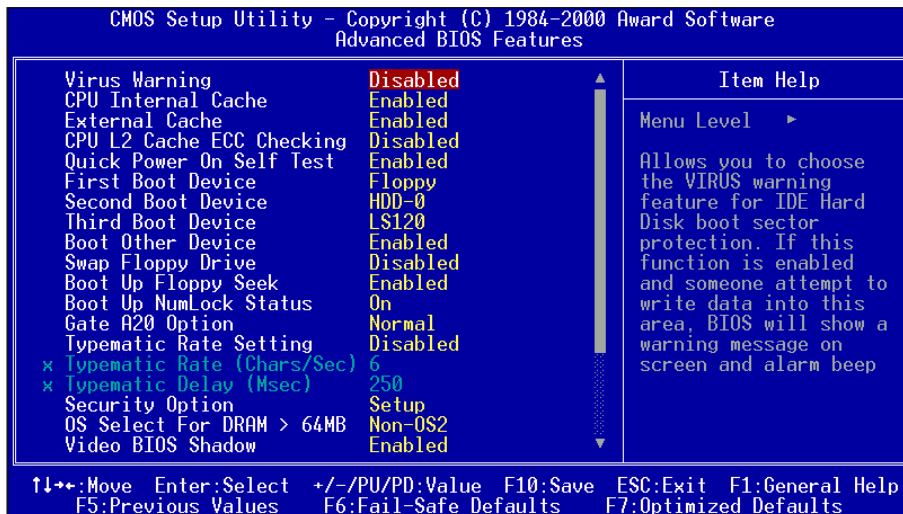 CMOS Setup Utility - Copyright (C) 1984-2000 Award Software
Advanced BIOS Features
Virus Warning Disabled
CPU Internal Cache Enabled
External Cache Enabled
CPU L2 Cache ECC Checking Disabled
Quick Power On Self Test Enabled
First Boot Device Floppy
Second Boot Device HDD-0
Third Boot Device LS120
Boot Other Device Enabled
Swap Floppy Drive Disabled
Boot Up Floppy Seek Enabled
Boot Up NumLock Status On
Gate A20 Option Normal
Typematic Rate Setting Disabled
x Typematic Rate (Chars/Sec) 6
x Typematic Delay (Msec) 250
Security Option Setup
OS Select For DRAM > 64MB Non-OS2
Video BIOS Shadow Enabled
Item Help
Menu Level ►
Allows you to choose
the VIRUS warning
feature for IDE Hard
Disk boot sector
protection. If this
function is enabled
and someone attempt to
write data into this
area, BIOS will show a
warning message on
screen and alarm beep
↑↓→←:Move Enter:Select +/-/PU/PD:Value F10:Save ESC:Exit F1:General Help
F5:Previous Values F6:Fail-Safe Defaults F7:Optimized Defaults